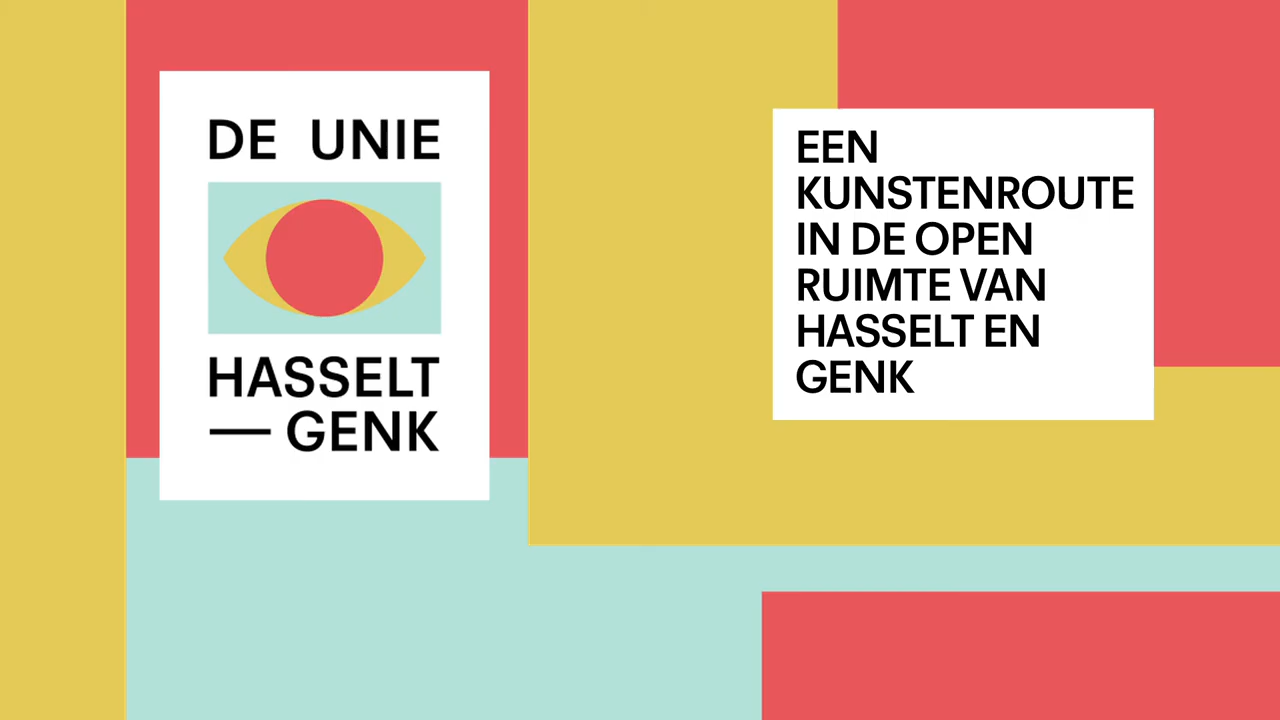 DE UNIE
HASSELT
— GENK
EEN
KUNSTENROUTE
IN DE OPEN
RUIMTE VAN
HASSELT EN
GENK